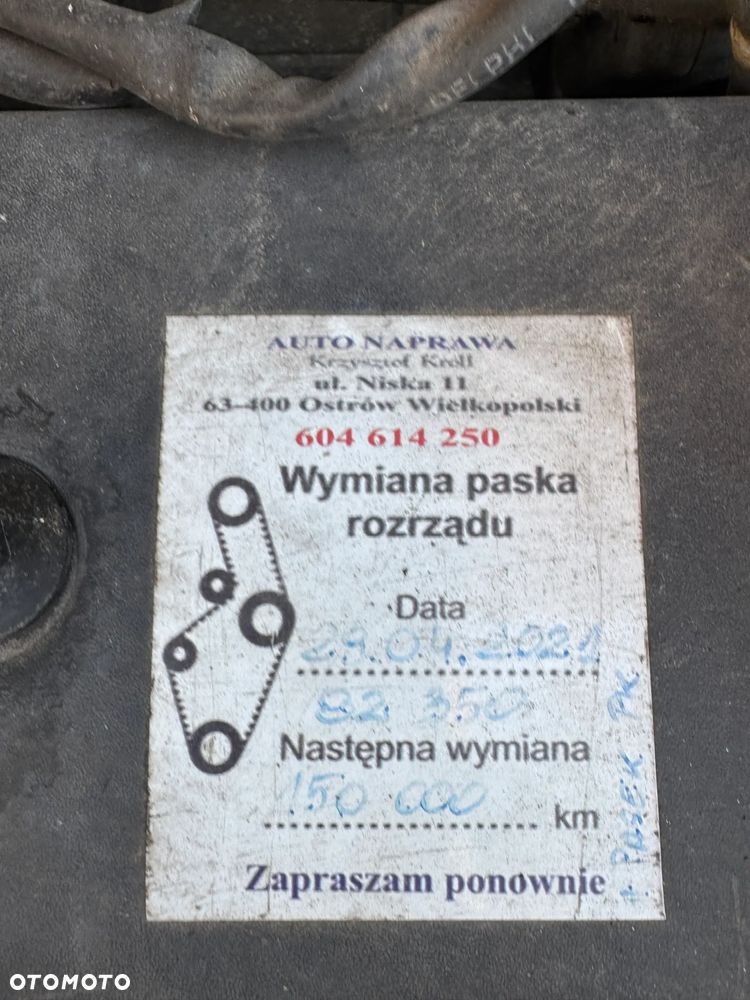 DELPHI
AUTO NAPRAWA
Krzysztof Kroll
ul. Niska 11
63-400 Ostrów Wielkopolski
604 614 250
Wymiana paska
rozrządu
Data
29.04.2021
82 350
Następna wymiana
150 000 km
+ PASEK PK
Zapraszam ponownie
OTOMOTO